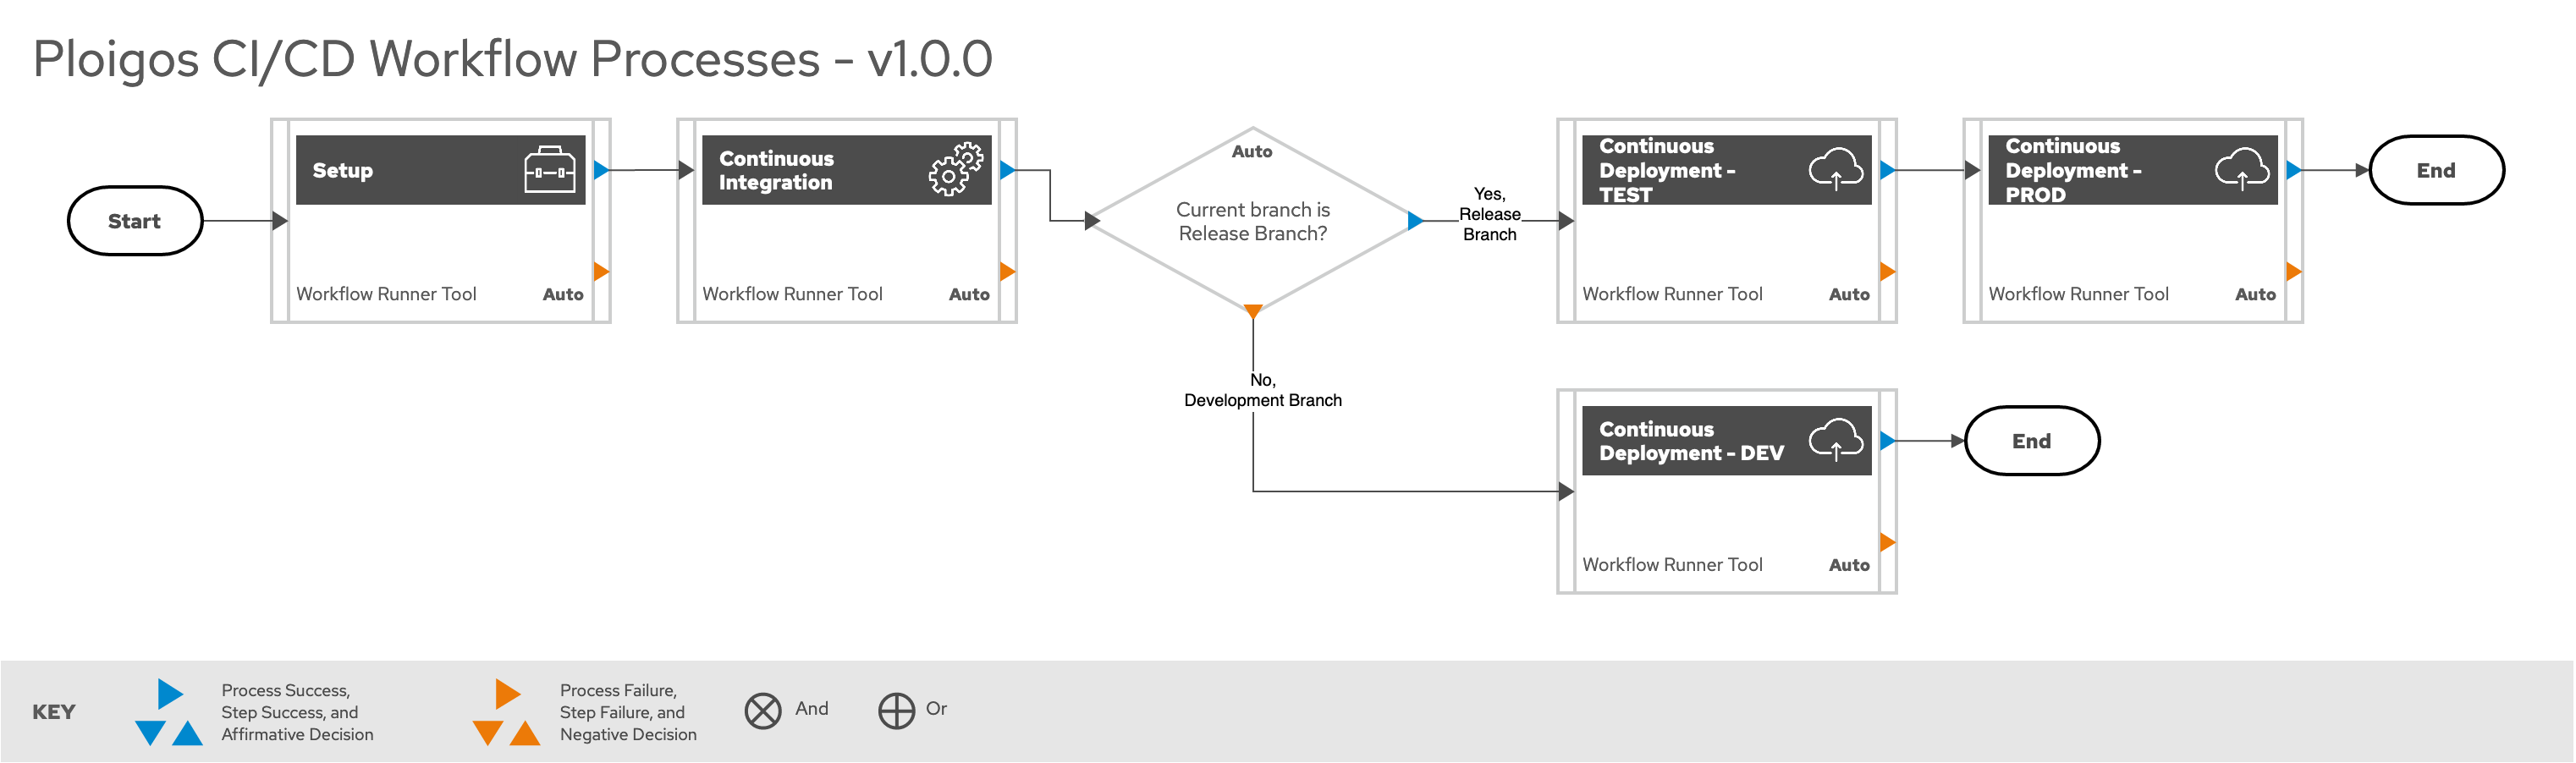 Ploigos CI/CD Workflow Processes - v1.0.0
Start
Setup
Workflow Runner Tool
Auto
Continuous
Integration
Workflow Runner Tool
Auto
Auto
Current branch is
Release Branch?
Yes,
Release
Branch
Continuous
Deployment -
TEST
Workflow Runner Tool
Auto
Continuous
Deployment -
PROD
Workflow Runner Tool
Auto
End
No,
Development Branch
Continuous
Deployment - DEV
Workflow Runner Tool
Auto
End
KEY
Process Success,
Step Success, and
Affirmative Decision
Process Failure,
Step Failure, and
Negative Decision
And
Or